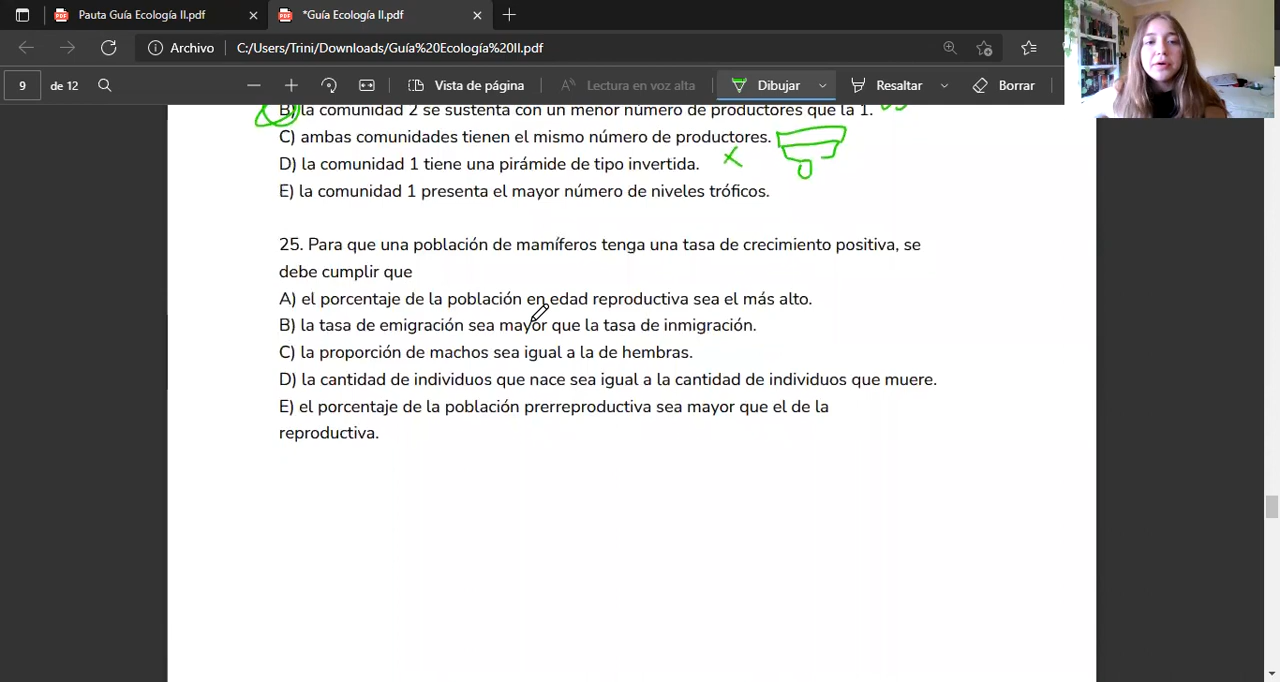 Pauta Guía Ecología II.pdf
*Guía Ecología II.pdf
Archivo
C:/Users/Trini/Downloads/Guía%20Ecología%20II.pdf
9
de 12
Vista de página
Lectura en voz alta
Dibujar
Resaltar
Borrar
B) la comunidad 2 se sustenta con un menor número de productores que la 1.
C) ambas comunidades tienen el mismo número de productores.
D) la comunidad 1 tiene una pirámide de tipo invertida.
E) la comunidad 1 presenta el mayor número de niveles tróficos.
25. Para que una población de mamíferos tenga una tasa de crecimiento positiva, se
debe cumplir que
A) el porcentaje de la población en edad reproductiva sea el más alto.
B) la tasa de emigración sea mayor que la tasa de inmigración.
C) la proporción de machos sea igual a la de hembras.
D) la cantidad de individuos que nace sea igual a la cantidad de individuos que muere.
E) el porcentaje de la población prerreproductiva sea mayor que el de la
reproductiva.